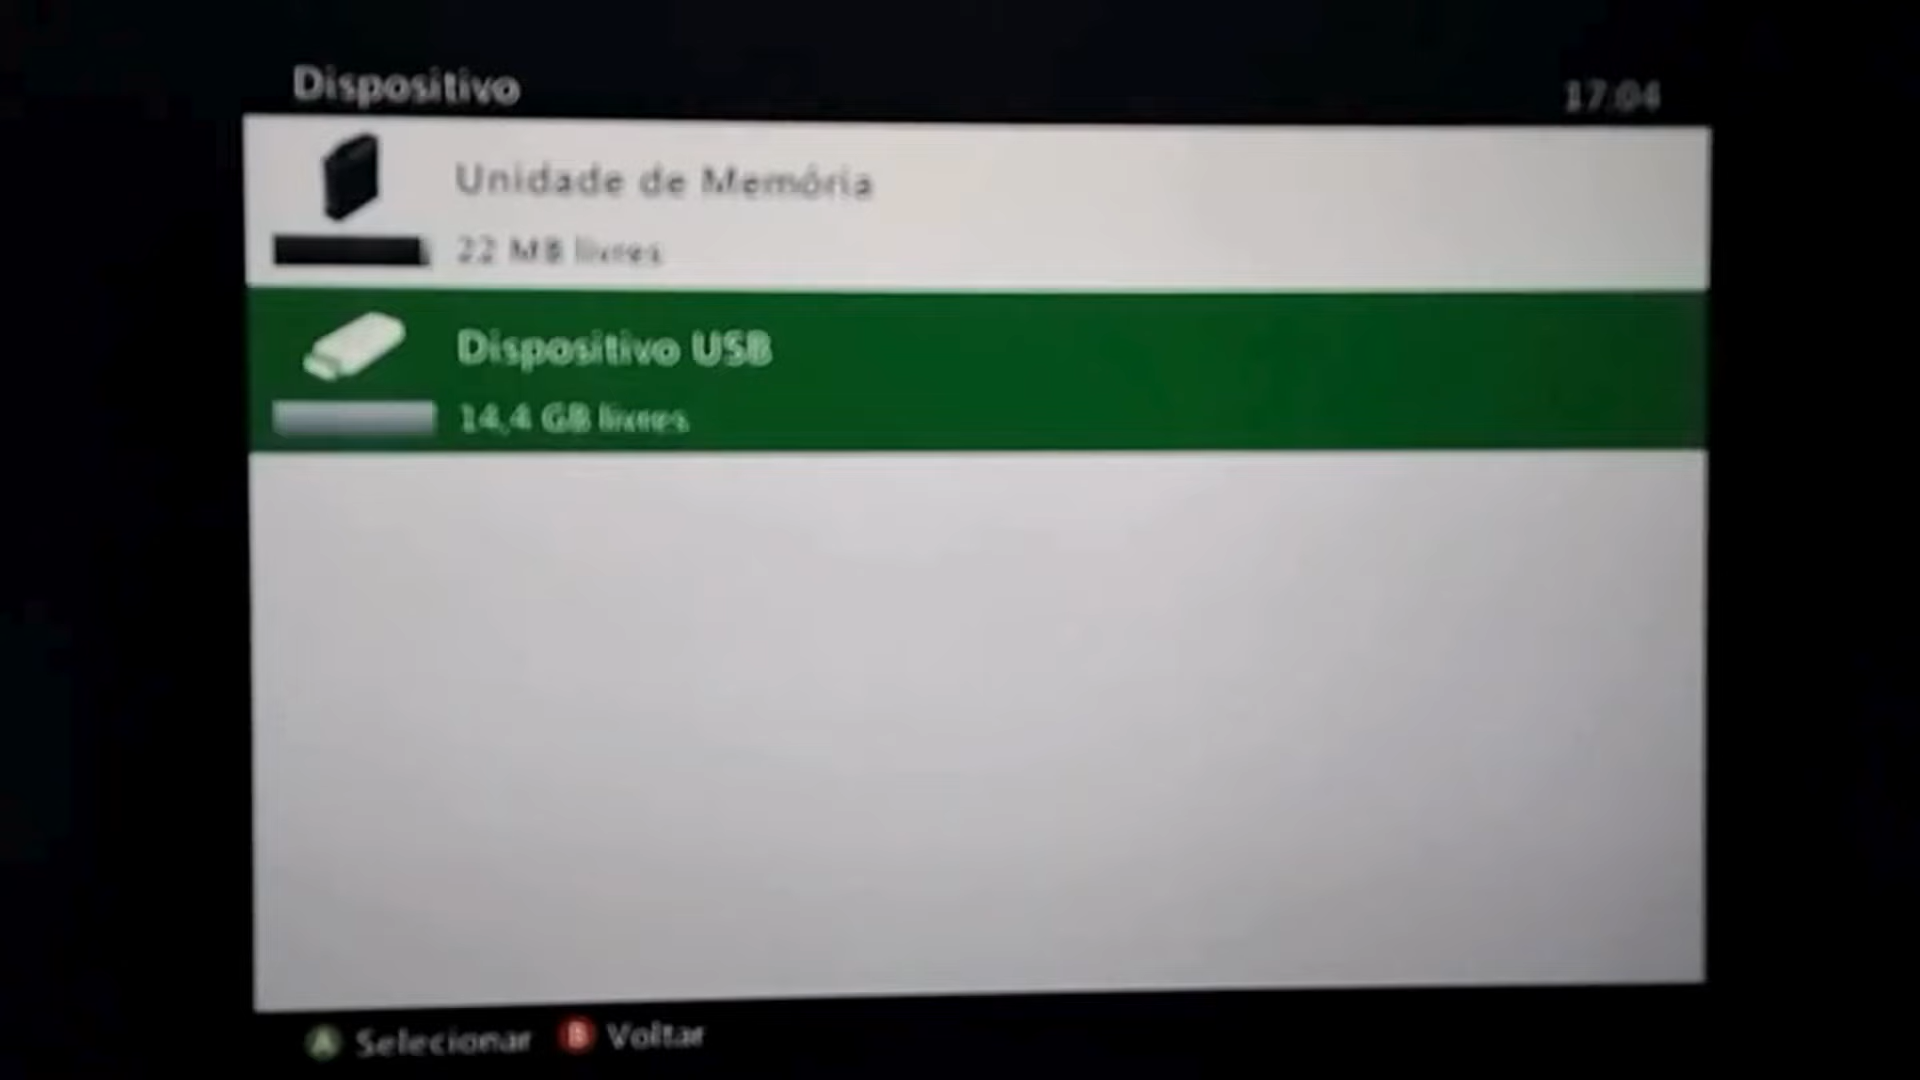 Dispositivo
17:04
Unidade de Memória
22 MB livres
Dispositivo USB
14,4 GB livres
A Selecionar B Voltar